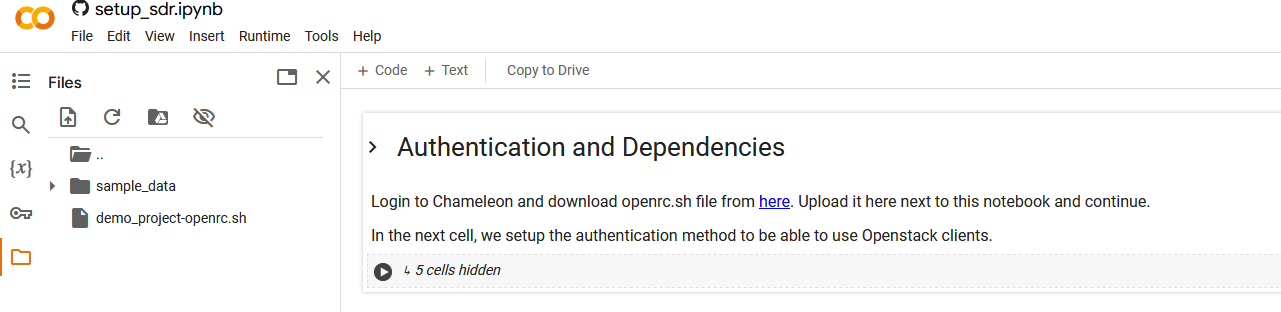 setup_sdr.ipynb
File Edit View Insert Runtime Tools Help
Files
+ Code + Text Copy to Drive
{x}
..
sample_data
demo_project-openrc.sh
Authentication and Dependencies
Login to Chameleon and download openrc.sh file from here. Upload it here next to this notebook and continue.
In the next cell, we setup the authentication method to be able to use Openstack clients.
↳ 5 cells hidden